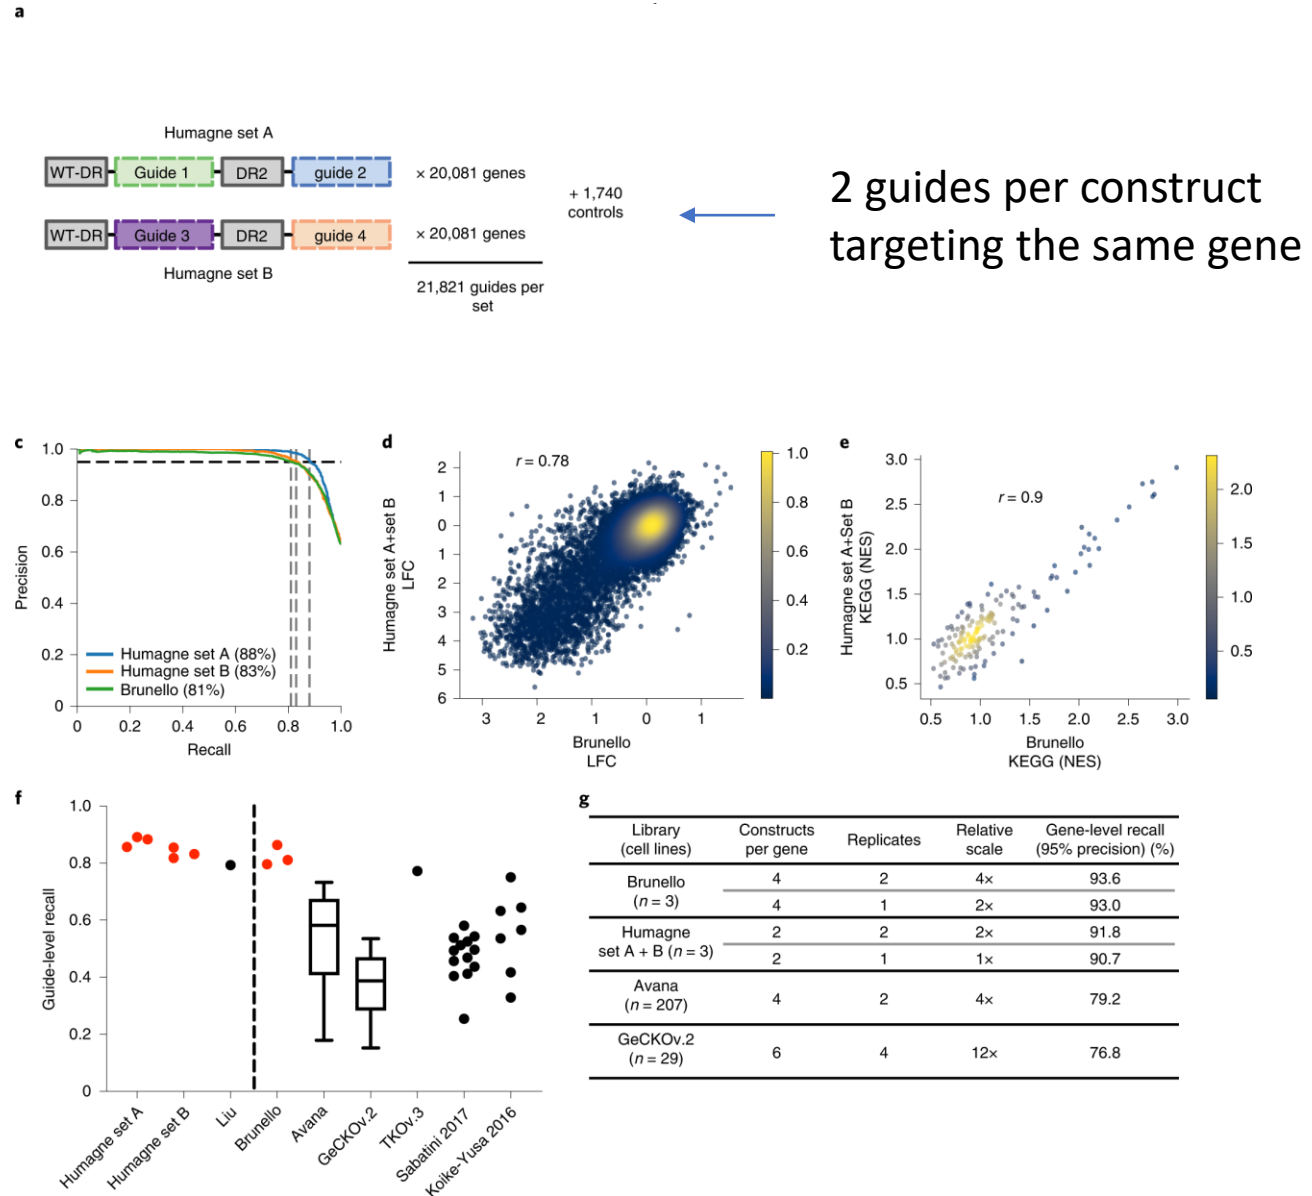 a
Humagne set A
WT-DR Guide 1 DR2 guide 2 × 20,081 genes
+ 1,740
controls
WT-DR Guide 3 DR2 guide 4 × 20,081 genes
Humagne set B
21,821 guides per
set
2 guides per construct
targeting the same gene
c
1.0
0.8
0.6
0.4
0.2
0
Precision
Humagne set A (88%)
Humagne set B (83%)
Brunello (81%)
0 0.2 0.4 0.6 0.8 1.0
Recall
d
r = 0.78
2
1
0
1
2
3
4
5
6
Humagne set A+set B
LFC
3 2 1 0 1
Brunello
LFC
1.0
0.8
0.6
0.4
0.2
e
r = 0.9
3.0
2.5
2.0
1.5
1.0
0.5
Humagne set A+Set B
KEGG (NES)
0.5 1.0 1.5 2.0 2.5 3.0
Brunello
KEGG (NES)
2.0
1.5
1.0
0.5
f
1.0
0.8
0.6
0.4
0.2
0
Guide-level recall
Humagne set A
Humagne set B
Liu
Brunello
Avana
GeCKOv.2
TKOv.3
Sabatini 2017
Koike-Yusa 2016
g
Library Constructs Replicates Relative Gene-level recall
(cell lines) per gene scale (95% precision) (%)
Brunello 4 2 4× 93.6
(n = 3) 4 1 2× 93.0
Humagne 2 2 2× 91.8
set A + B (n = 3) 2 1 1× 90.7
Avana
(n = 207) 4 2 4× 79.2
GeCKOv.2
(n = 29) 6 4 12× 76.8